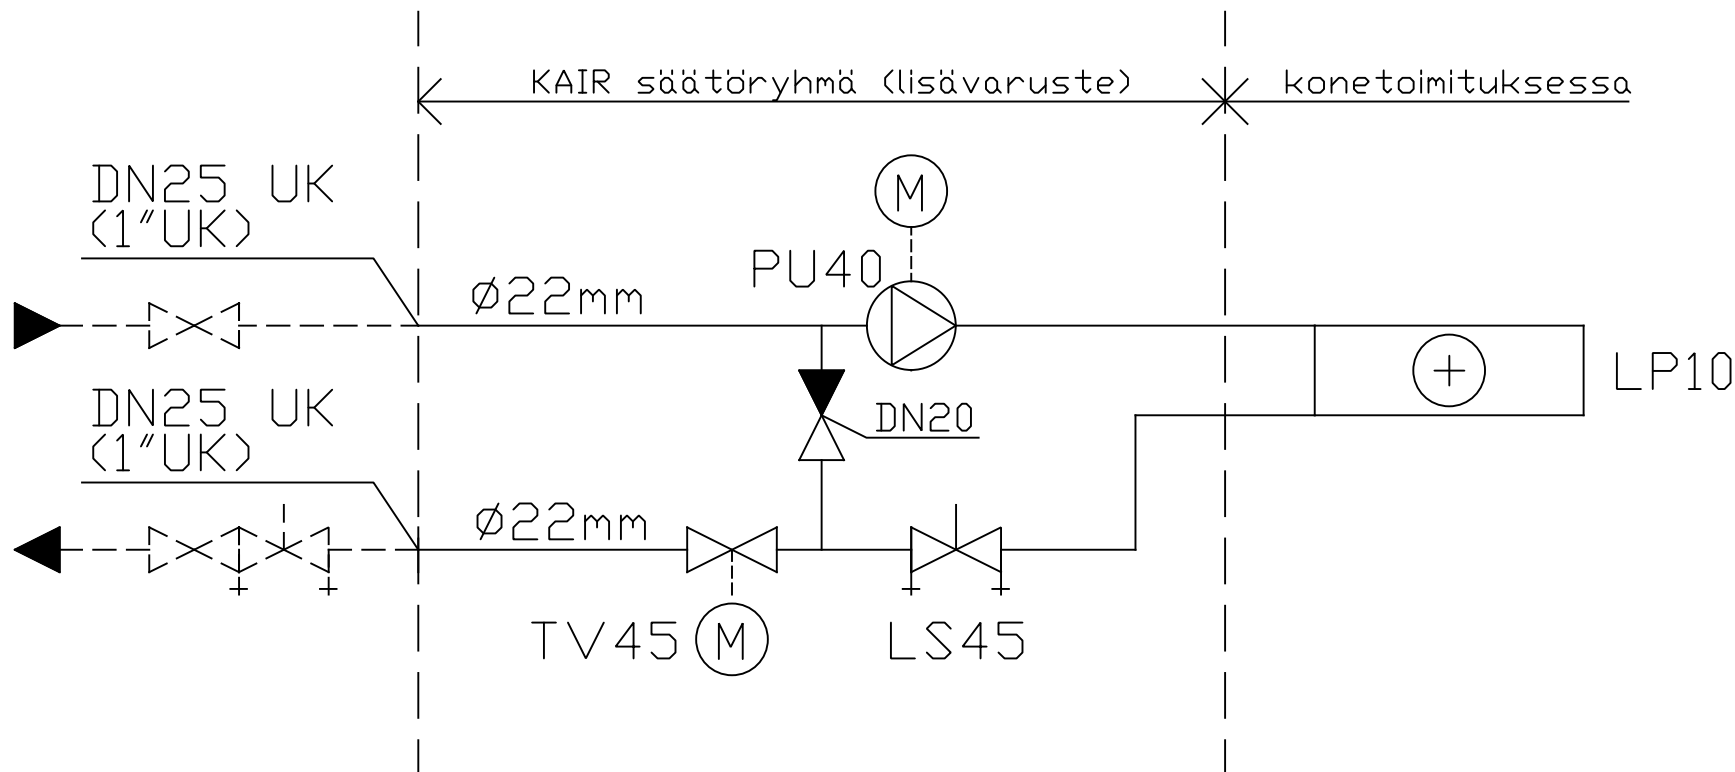 KAIR säätöryhmä (lisävaruste)
konetoimituksessa
DN25 UK
(1"UK)
M
PU40
Ø22mm
LP10
DN25 UK
(1"UK)
DN20
Ø22mm
TV45
M
LS45